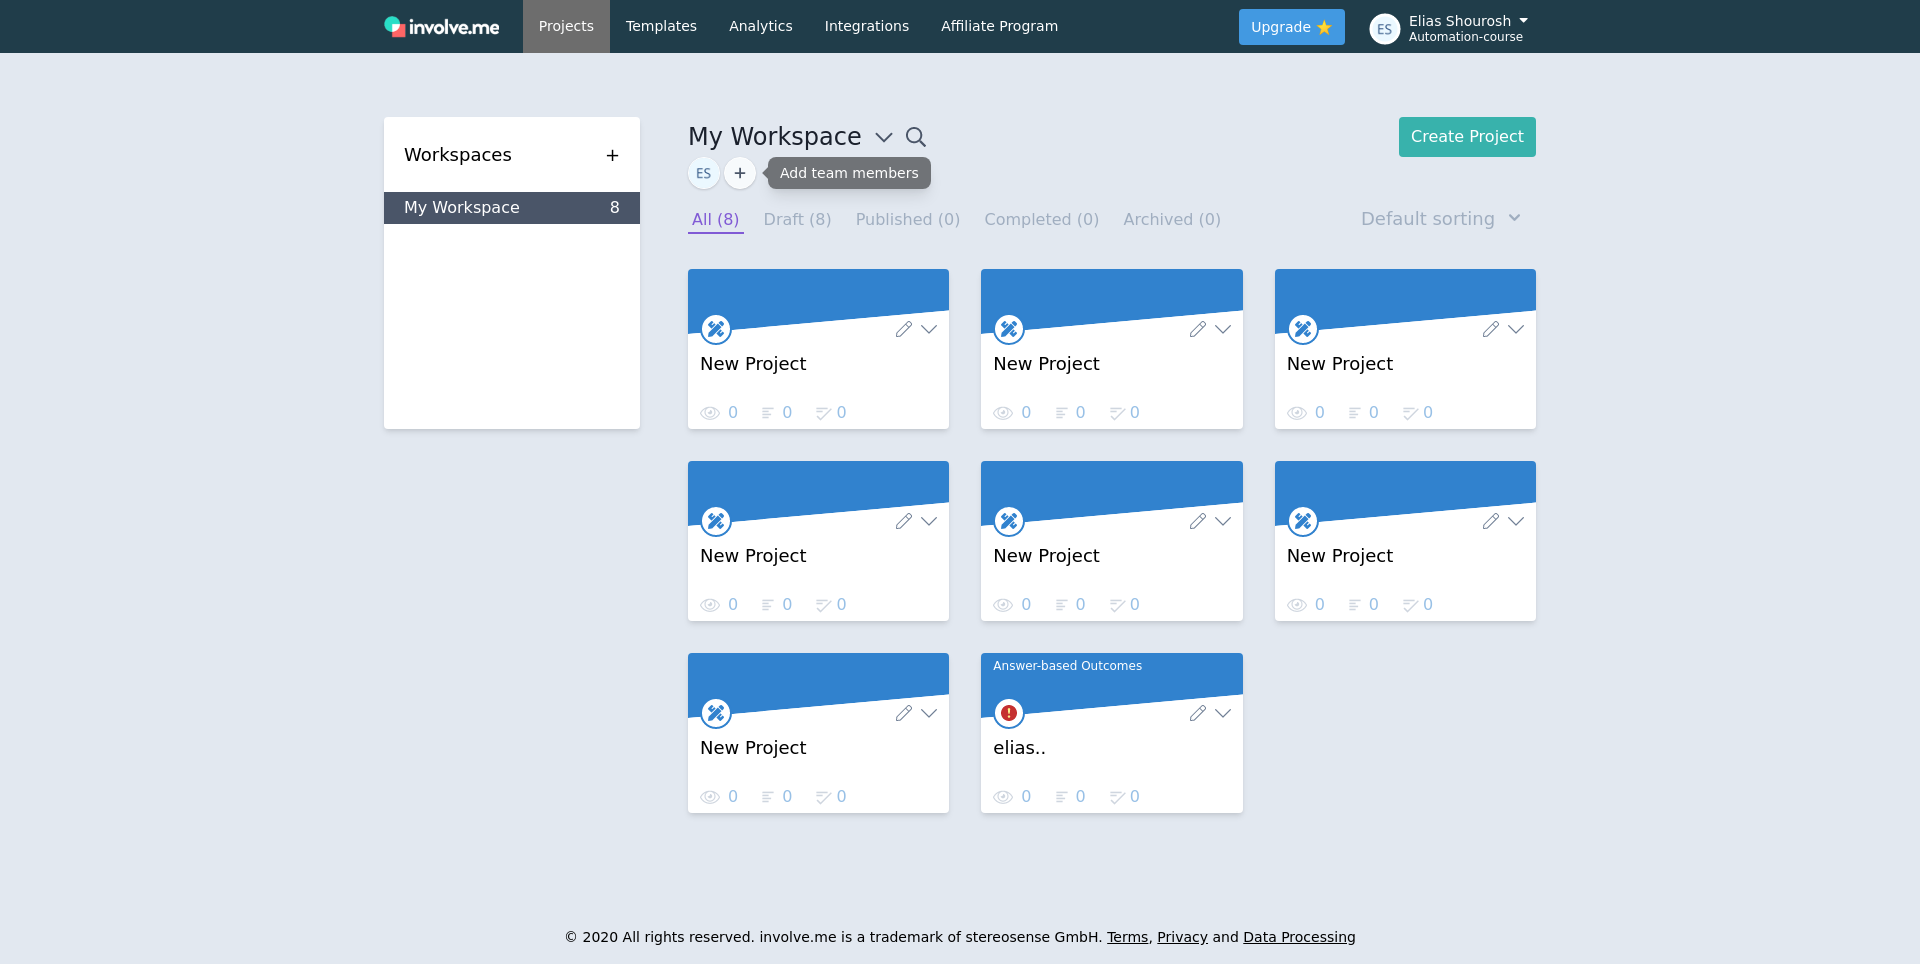 involve.me
Projects
Templates
Analytics
Integrations
Affiliate Program
Upgrade ⭐
ES
Elias Shourosh
Automation-course
Workspaces +
My Workspace 8
My Workspace
Create Project
ES + Add team members
All (8)
Draft (8)
Published (0)
Completed (0)
Archived (0)
Default sorting
New Project
0 0 0
New Project
0 0 0
New Project
0 0 0
New Project
0 0 0
New Project
0 0 0
New Project
0 0 0
New Project
0 0 0
Answer-based Outcomes
elias..
0 0 0
© 2020 All rights reserved. involve.me is a trademark of stereosense GmbH. Terms, Privacy and Data Processing